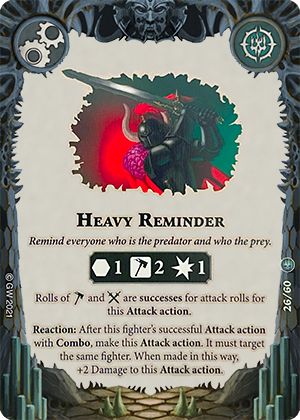 HEAVY REMINDER
Remind everyone who is the predator and who the prey.
1 2 1
Rolls of and are successes for attack rolls for
this Attack action.
Reaction: After this fighter's successful Attack action
with Combo, make this Attack action. It must target
the same fighter. When made in this way,
+2 Damage to this Attack action.
© GW 2021
26/60